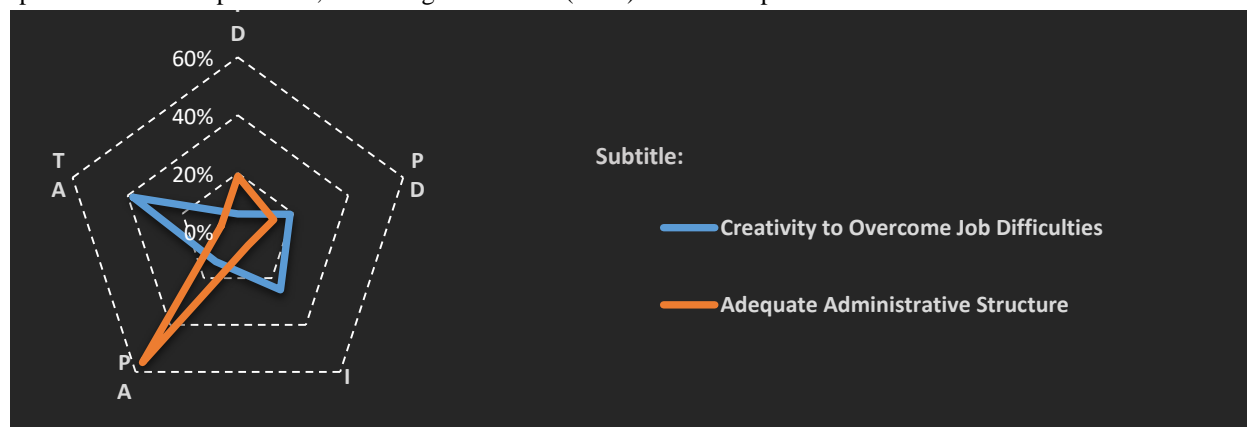 D
60%
40%
20%
0%
T
A
P
D
P
A
I
Subtitle:
Creativity to Overcome Job Difficulties
Adequate Administrative Structure